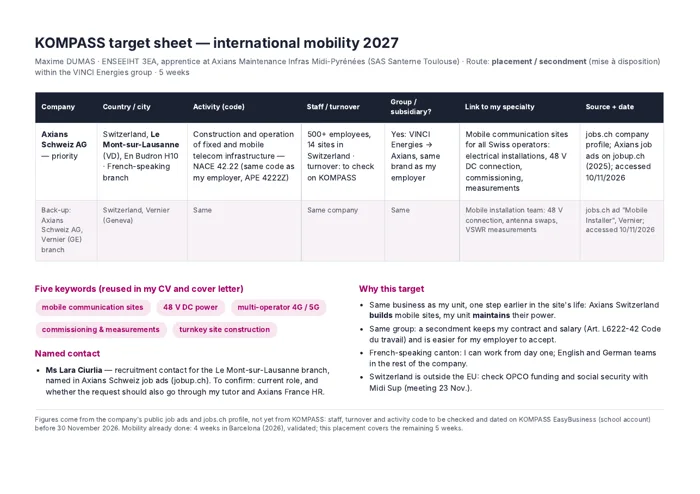 KOMPASS target sheet — international mobility 2027
Maxime DUMAS · ENSEEIHT 3EA, apprentice at Axians Maintenance Infras Midi-Pyrénées (SAS Santerne Toulouse) · Route: placement / secondment (mise à disposition)
within the VINCI Energies group · 5 weeks
Company
Country / city
Activity (code)
Staff / turnover
Group /
subsidiary?
Link to my specialty
Source + date
Axians
Schweiz AG
— priority
Switzerland, Le
Mont-sur-Lausanne
(VD), En Budron H10
· French-speaking
branch
Construction and operation
of fixed and mobile
telecom infrastructure —
NACE 42.22 (same code as
my employer, APE 4222Z)
500+ employees,
14 sites in
Switzerland ·
turnover: to check
on KOMPASS
Yes: VINCI
Energies →
Axians, same
brand as my
employer
Mobile communication sites
for all Swiss operators:
electrical installations, 48 V
DC connection,
commissioning,
measurements
jobs.ch company
profile; Axians job
ads on jobup.ch
(2025); accessed
10/11/2026
Back-up:
Axians
Schweiz AG,
Vernier (GE)
branch
Switzerland, Vernier
(Geneva)
Same
Same company
Same
Mobile installation team: 48 V
connection, antenna swaps,
VSWR measurements
jobs.ch ad "Mobile
Installer", Vernier;
accessed 10/11/2026
Five keywords (reused in my CV and cover letter)
mobile communication sites
48 V DC power
multi-operator 4G / 5G
commissioning & measurements
turnkey site construction
Named contact
• Ms Lara Ciurlia — recruitment contact for the Le Mont-sur-Lausanne branch,
named in Axians Schweiz job ads (jobup.ch). To confirm: current role, and
whether the request should also go through my tutor and Axians France HR.
Why this target
• Same business as my unit, one step earlier in the site's life: Axians Switzerland
builds mobile sites, my unit maintains their power.
• Same group: a secondment keeps my contract and salary (Art. L6222-42 Code
du travail) and is easier for my employer to accept.
• French-speaking canton: I can work from day one; English and German teams
in the rest of the company.
• Switzerland is outside the EU: check OPCO funding and social security with
Midi Sup (meeting 23 Nov.).
Figures come from the company's public job ads and jobs.ch profile, not yet from KOMPASS: staff, turnover and activity code to be checked and dated on KOMPASS EasyBusiness (school account)
before 30 November 2026. Mobility already done: 4 weeks in Barcelona (2026), validated; this placement covers the remaining 5 weeks.